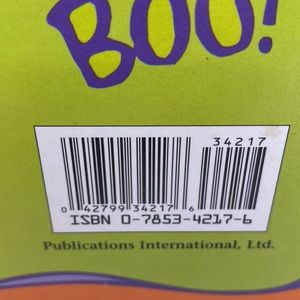 BOO!
34217
0 42799 34217 6
ISBN 0-7853-4217-6
Publications International, Ltd.